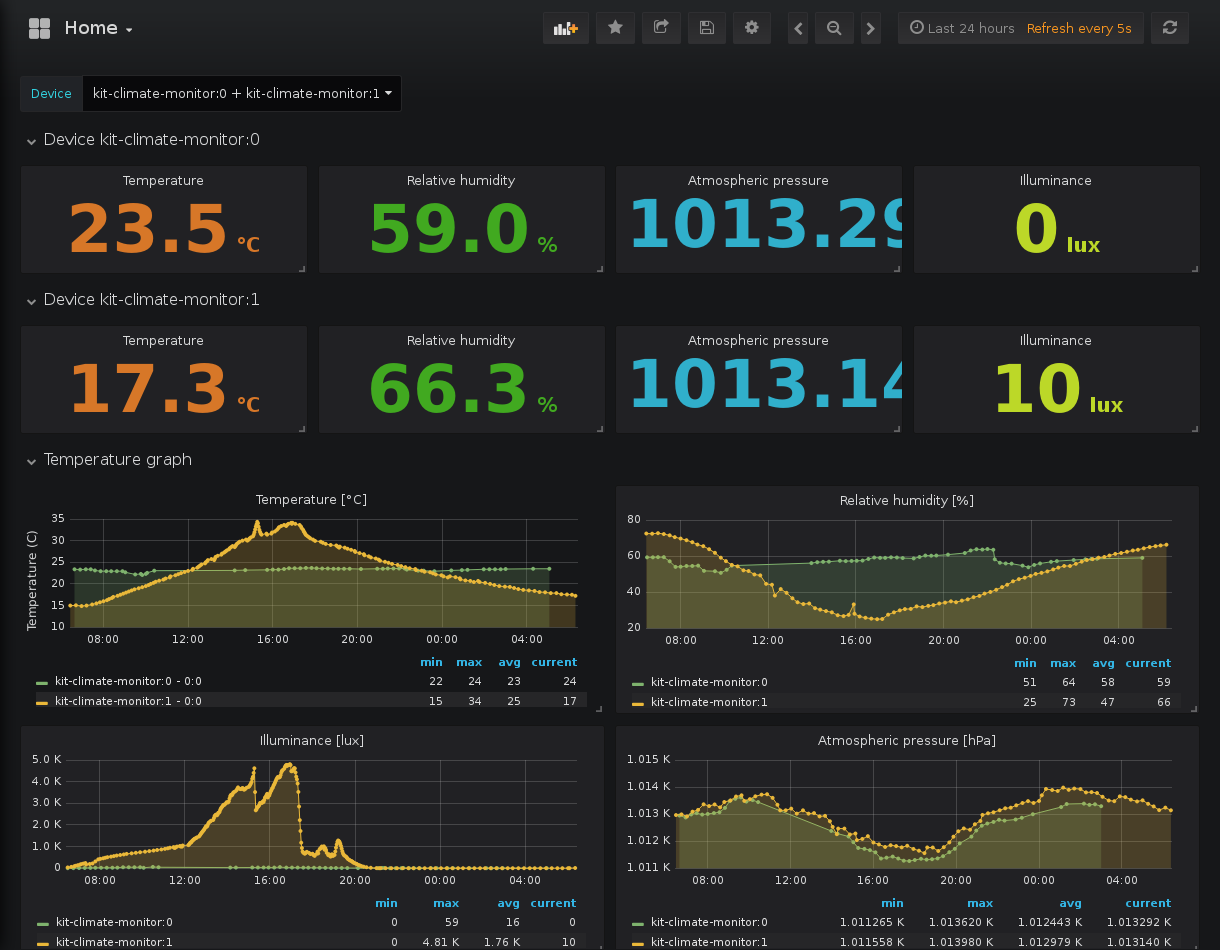 Home
Last 24 hours Refresh every 5s
Device kit-climate-monitor:0 + kit-climate-monitor:1
Device kit-climate-monitor:0
Temperature Relative humidity Atmospheric pressure Illuminance
23.5 °C 59.0 % 1013.29 0 lux
Device kit-climate-monitor:1
Temperature Relative humidity Atmospheric pressure Illuminance
17.3 °C 66.3 % 1013.14 10 lux
Temperature graph
Temperature [°C]
Temperature (C)
35
30
25
20
15
10
08:00 12:00 16:00 20:00 00:00 04:00
min max avg current
kit-climate-monitor:0 - 0:0 22 24 23 24
kit-climate-monitor:1 - 0:0 15 34 25 17
Relative humidity [%]
80
60
40
20
08:00 12:00 16:00 20:00 00:00 04:00
min max avg current
kit-climate-monitor:0 51 64 58 59
kit-climate-monitor:1 25 73 47 66
Illuminance [lux]
5.0 K
4.0 K
3.0 K
2.0 K
1.0 K
0
08:00 12:00 16:00 20:00 00:00 04:00
min max avg current
kit-climate-monitor:0 0 59 16 0
kit-climate-monitor:1 0 4.81 K 1.76 K 10
Atmospheric pressure [hPa]
1.015 K
1.014 K
1.013 K
1.012 K
1.011 K
08:00 12:00 16:00 20:00 00:00 04:00
min max avg current
kit-climate-monitor:0 1.011265 K 1.013620 K 1.012443 K 1.013292 K
kit-climate-monitor:1 1.011558 K 1.013980 K 1.012979 K 1.013140 K